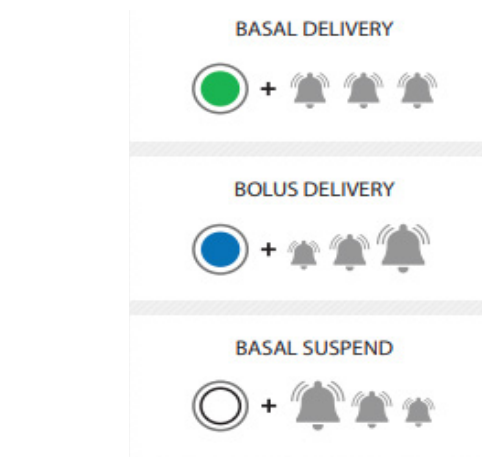 BASAL DELIVERY
+
BOLUS DELIVERY
+
BASAL SUSPEND
+